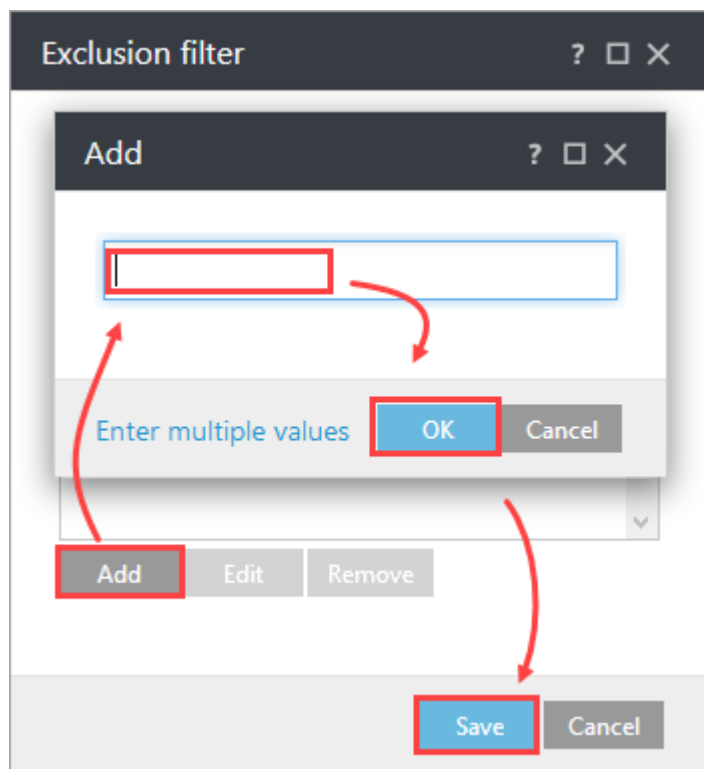 Exclusion filter ?
Add ?
Enter multiple values OK Cancel
Add Edit Remove
Save Cancel